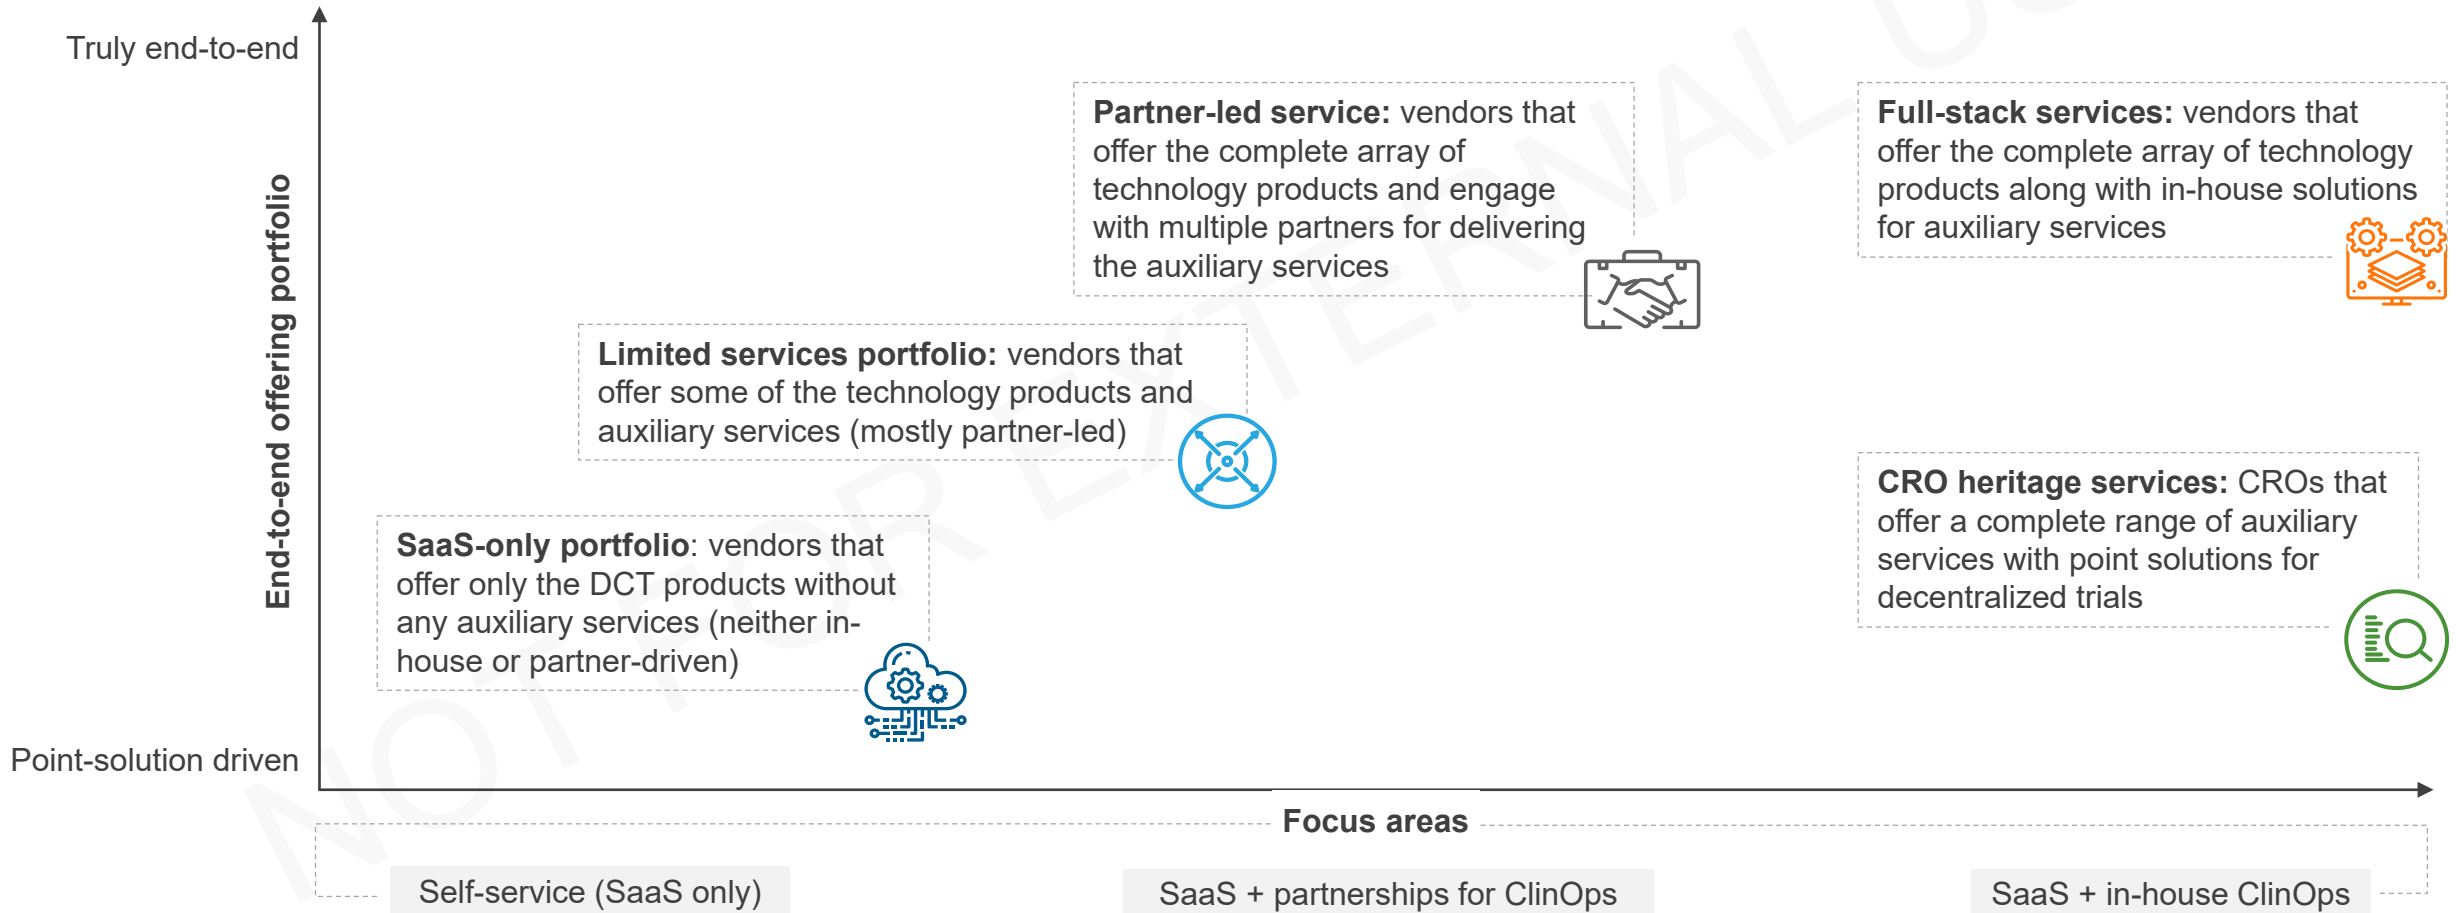 Truly end-to-end
End-to-end offering portfolio
Point-solution driven
Partner-led service: vendors that
offer the complete array of
technology products and engage
with multiple partners for delivering
the auxiliary services
Full-stack services: vendors that
offer the complete array of technology
products along with in-house solutions
for auxiliary services
Limited services portfolio: vendors that
offer some of the technology products and
auxiliary services (mostly partner-led)
CRO heritage services: CROs that
offer a complete range of auxiliary
services with point solutions for
decentralized trials
SaaS-only portfolio: vendors that
offer only the DCT products without
any auxiliary services (neither in-
house or partner-driven)
Focus areas
Self-service (SaaS only)
SaaS + partnerships for ClinOps
SaaS + in-house ClinOps
NOT FOR EXTERNAL